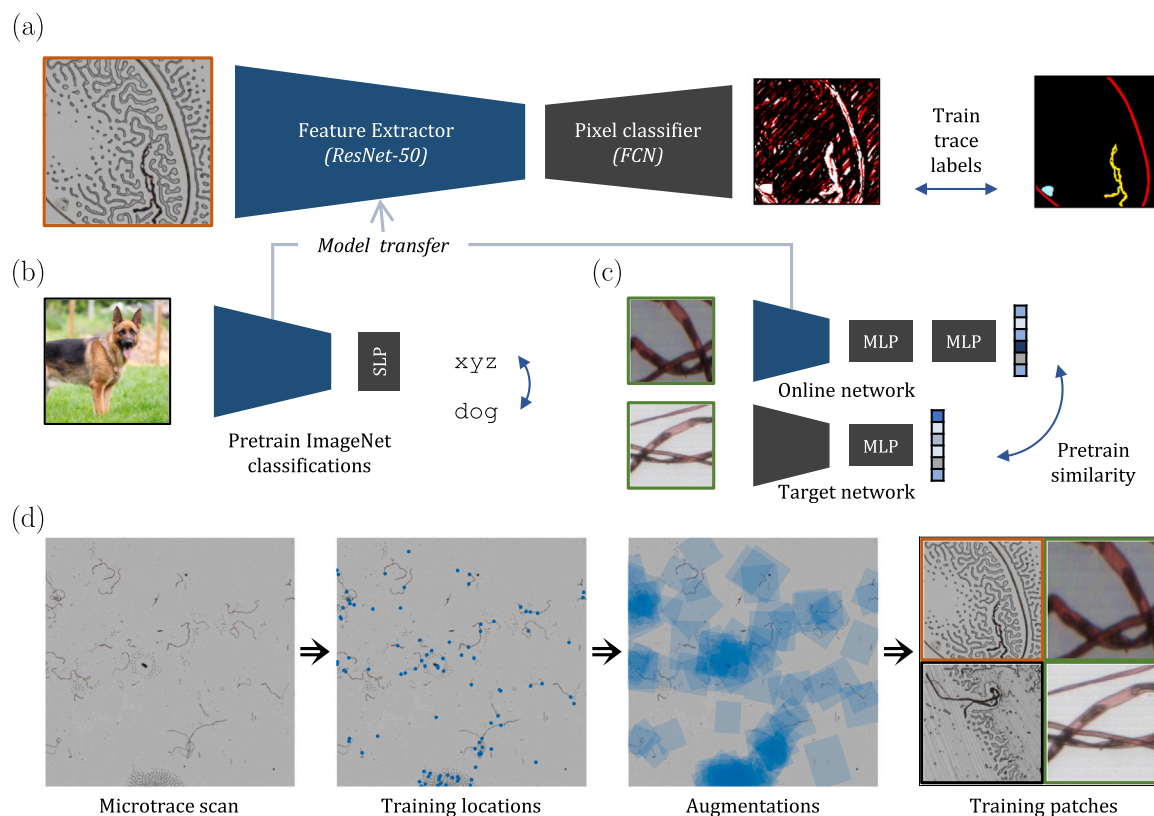 (a)
Feature Extractor
(ResNet-50)
Pixel classifier
(FCN)
Train
trace
labels
Model transfer
(b)
SLP
xyz
dog
Pretrain ImageNet
classifications
(c)
MLP
MLP
Online network
MLP
Target network
Pretrain
similarity
(d)
Microtrace scan
Training locations
Augmentations
Training patches